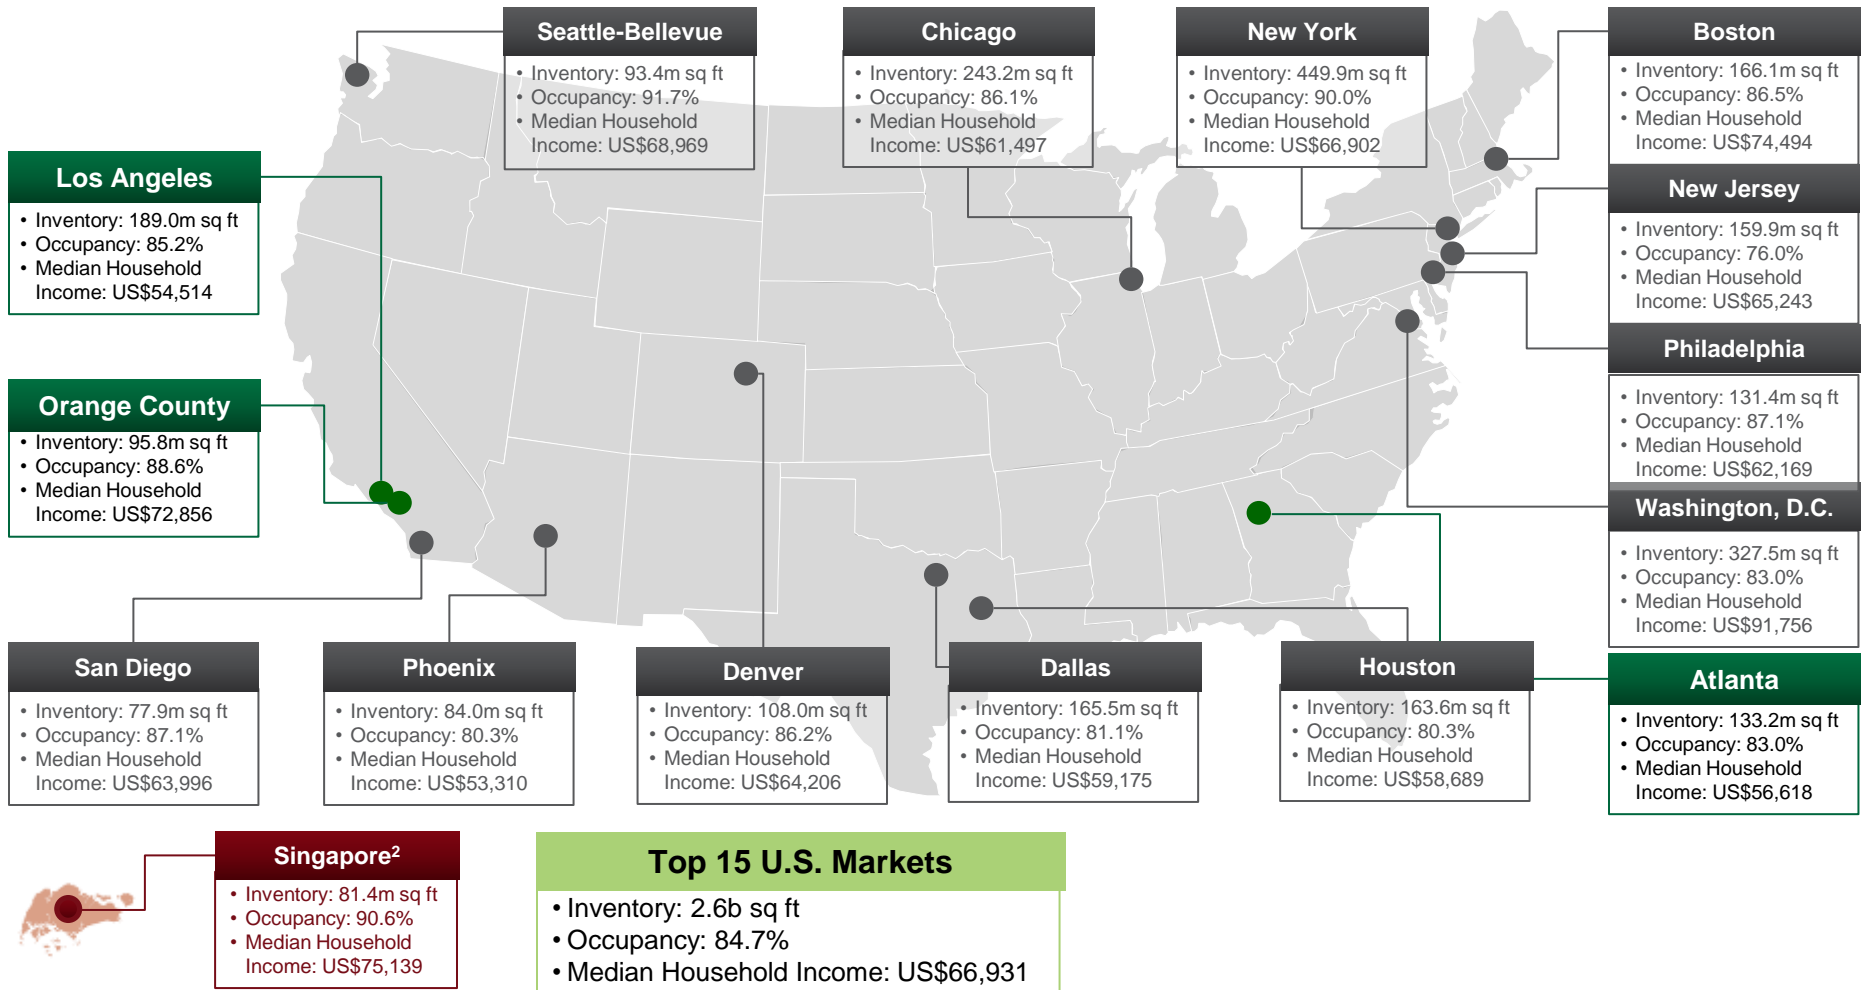 Seattle-Bellevue
• Inventory: 93.4m sq ft
• Occupancy: 91.7%
• Median Household
Income: US$68,969
Chicago
• Inventory: 243.2m sq ft
• Occupancy: 86.1%
• Median Household
Income: US$61,497
New York
• Inventory: 449.9m sq ft
• Occupancy: 90.0%
• Median Household
Income: US$66,902
Boston
• Inventory: 166.1m sq ft
• Occupancy: 86.5%
• Median Household
Income: US$74,494
Los Angeles
• Inventory: 189.0m sq ft
• Occupancy: 85.2%
• Median Household
Income: US$54,514
New Jersey
• Inventory: 159.9m sq ft
• Occupancy: 76.0%
• Median Household
Income: US$65,243
Philadelphia
• Inventory: 131.4m sq ft
• Occupancy: 87.1%
• Median Household
Income: US$62,169
Orange County
• Inventory: 95.8m sq ft
• Occupancy: 88.6%
• Median Household
Income: US$72,856
Washington, D.C.
• Inventory: 327.5m sq ft
• Occupancy: 83.0%
• Median Household
Income: US$91,756
San Diego
• Inventory: 77.9m sq ft
• Occupancy: 87.1%
• Median Household
Income: US$63,996
Phoenix
• Inventory: 84.0m sq ft
• Occupancy: 80.3%
• Median Household
Income: US$53,310
Denver
• Inventory: 108.0m sq ft
• Occupancy: 86.2%
• Median Household
Income: US$64,206
Dallas
• Inventory: 165.5m sq ft
• Occupancy: 81.1%
• Median Household
Income: US$59,175
Houston
• Inventory: 163.6m sq ft
• Occupancy: 80.3%
• Median Household
Income: US$58,689
Atlanta
• Inventory: 133.2m sq ft
• Occupancy: 83.0%
• Median Household
Income: US$56,618
Singapore²
• Inventory: 81.4m sq ft
• Occupancy: 90.6%
• Median Household
Income: US$75,139
Top 15 U.S. Markets
• Inventory: 2.6b sq ft
• Occupancy: 84.7%
• Median Household Income: US$66,931